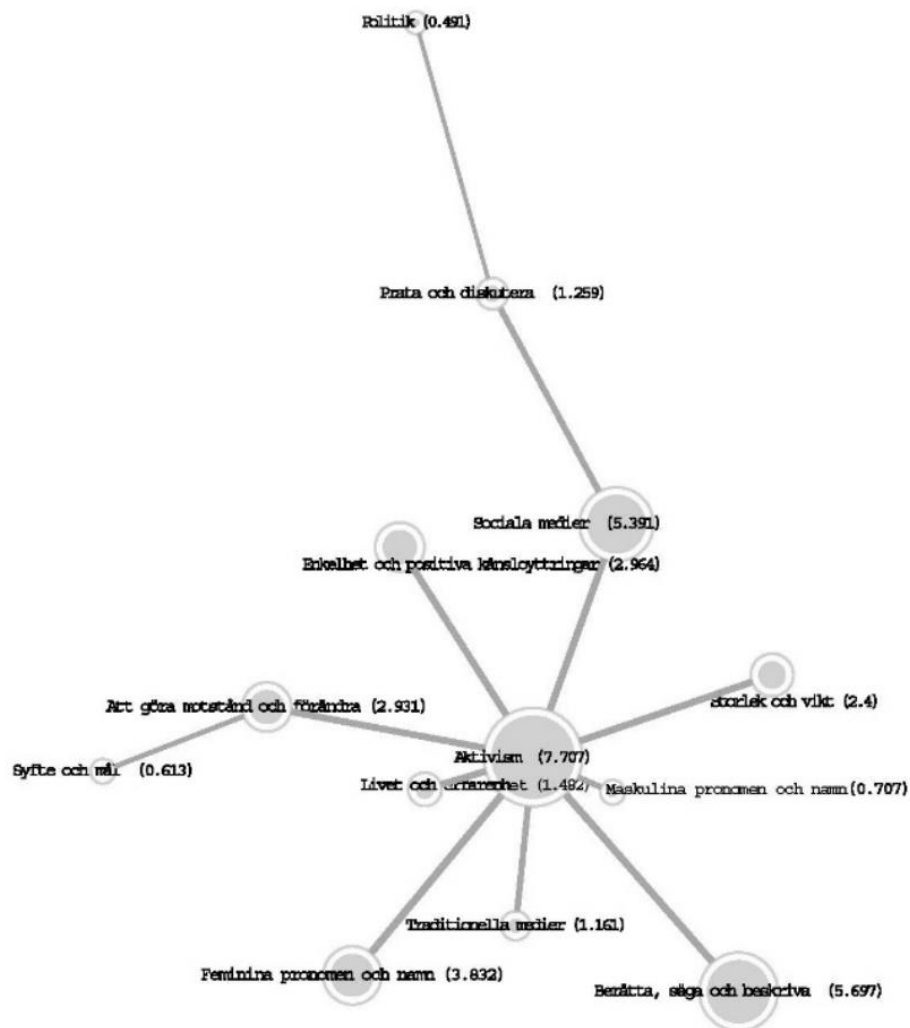 Politik (0.491)
Prata och diskutera (1.259)
Sociala medier (5.391)
Enkelhet och positiva känsloyttringar (2.964)
Storlek och vikt (2.4)
Att göra motstånd och förändra (2.931)
Aktivism (7.707)
Syfte och mål (0.613)
Livet och erfarenhet (1.482)
Maskulina pronomen och namn(0.707)
Traditionella medier (1.161)
Feminina pronomen och namn (3.832)
Berätta, säga och beskriva (5.697)